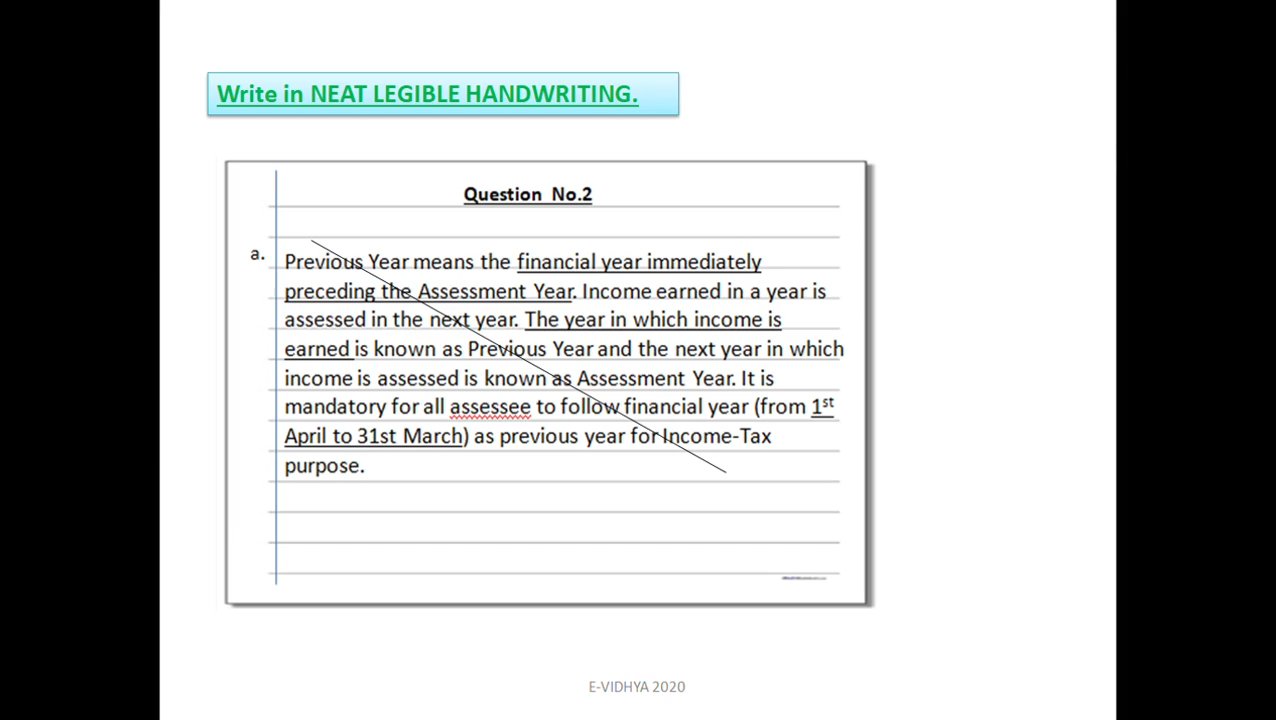 Write in NEAT LEGIBLE HANDWRITING.
Question No.2
a.
Previous Year means the financial year immediately
preceding the Assessment Year. Income earned in a year is
assessed in the next year. The year in which income is
earned is known as Previous Year and the next year in which
income is assessed is known as Assessment Year. It is
mandatory for all assessee to follow financial year (from 1st
April to 31st March) as previous year for Income-Tax
purpose.
E-VIDHYA 2020